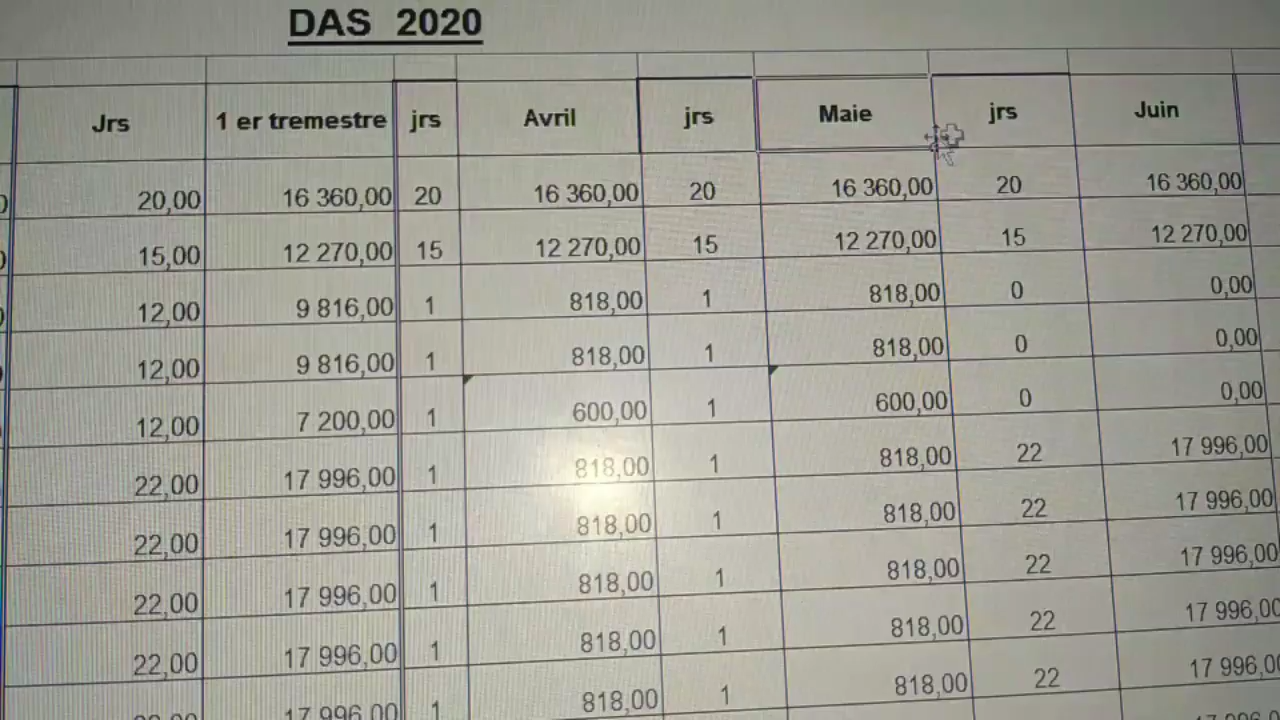 DAS 2020
Jrs 1 er tremestre jrs Avril jrs Maie jrs Juin
20,00 16 360,00 20 16 360,00 20 16 360,00 20 16 360,00
15,00 12 270,00 15 12 270,00 15 12 270,00 15 12 270,00
12,00 9 816,00 1 818,00 1 818,00 0 0,00
12,00 9 816,00 1 818,00 1 818,00 0 0,00
12,00 7 200,00 1 600,00 1 600,00 0 0,00
22,00 17 996,00 1 818,00 1 818,00 22 17 996,00
22,00 17 996,00 1 818,00 1 818,00 22 17 996,00
22,00 17 996,00 1 818,00 1 818,00 22 17 996,00
22,00 17 996,00 1 818,00 1 818,00 22 17 996,00
17 996,00 1 818,00 1 818,00 22 17 996,00